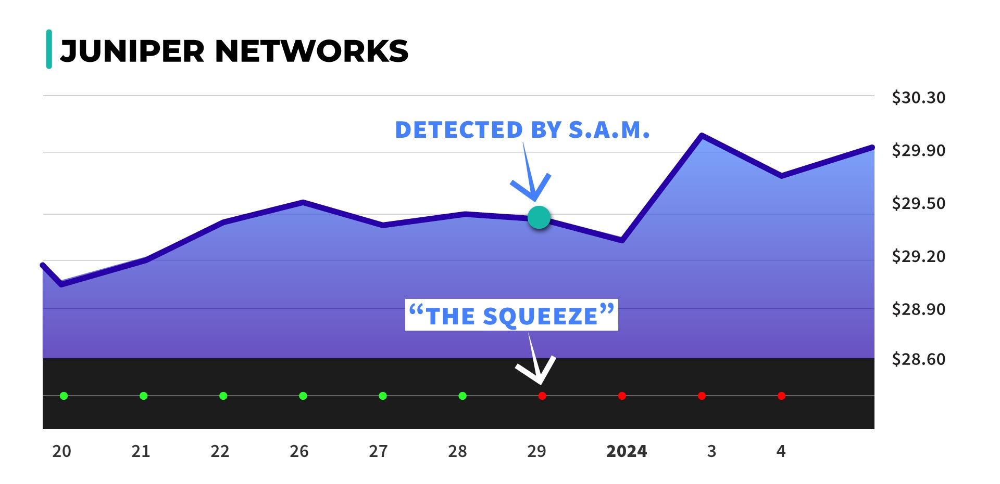 JUNIPER NETWORKS
$30.30
DETECTED BY S.A.M.
$29.90
$29.50
$29.20
“THE SQUEEZE”
$28.90
$28.60
20 21 22 26 27 28 29 2024 3 4